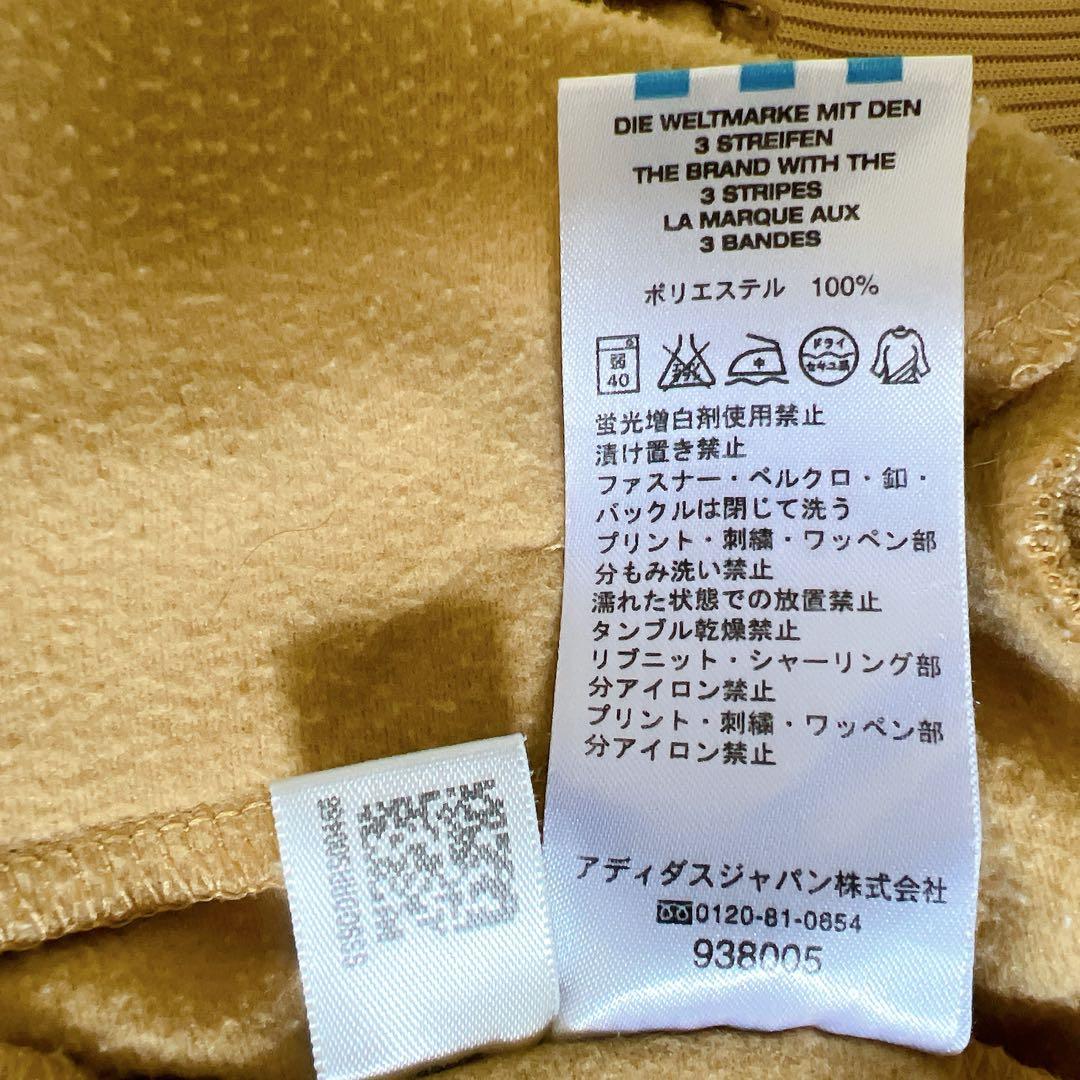 DIE WELTMARKE MIT DEN
3 STREIFEN
THE BRAND WITH THE
3 STRIPES
LA MARQUE AUX
3 BANDES
ポリエステル 100%
弱
40
中
ドライ
セキユ系
蛍光増白剤使用禁止
漬け置き禁止
ファスナー・ベルクロ・釦・
バックルは閉じて洗う
プリント・刺繍・ワッペン部
分もみ洗い禁止
濡れた状態での放置禁止
タンブル乾燥禁止
リブニット・シャーリング部
分アイロン禁止
プリント・刺繍・ワッペン部
分アイロン禁止
アディダスジャパン株式会社
0120-81-0654
938005